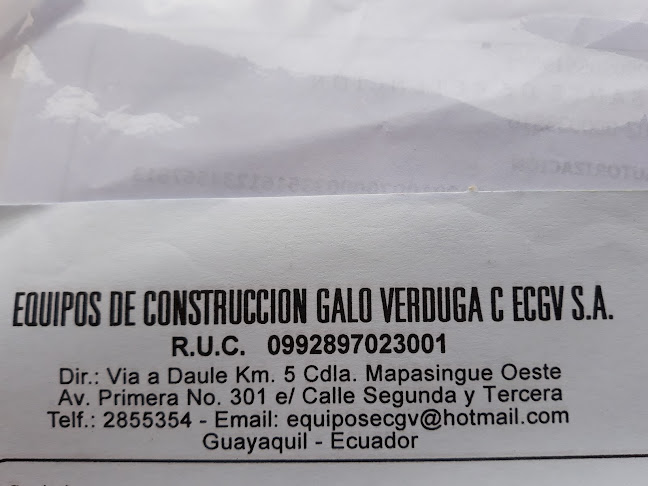 EQUIPOS DE CONSTRUCCION GALO VERDUGA C ECGV S.A.
R.U.C. 0992897023001
Dir.: Via a Daule Km. 5 Cdla. Mapasingue Oeste
Av. Primera No. 301 e/ Calle Segunda y Tercera
Telf.: 2855354 - Email: equiposecgv@hotmail.com
Guayaquil - Ecuador